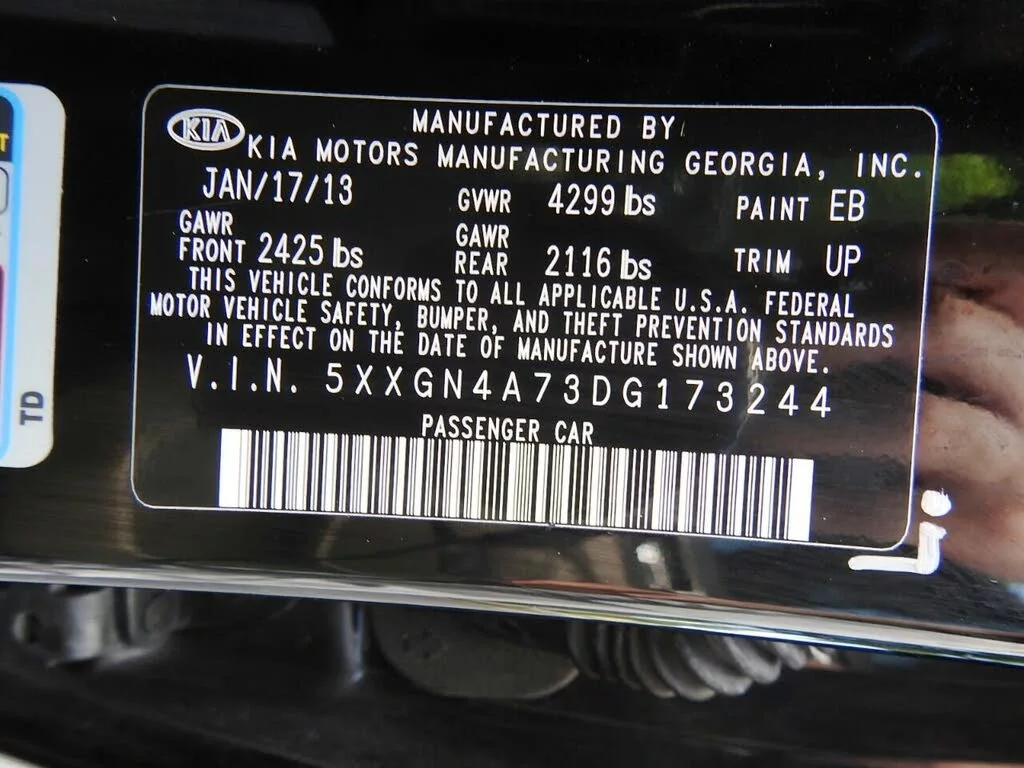 KIA
MANUFACTURED BY
KIA MOTORS MANUFACTURING GEORGIA, INC.
JAN/17/13 GVWR 4299 lbs PAINT EB
GAWR FRONT 2425 lbs GAWR REAR 2116 lbs TRIM UP
THIS VEHICLE CONFORMS TO ALL APPLICABLE U.S.A. FEDERAL
MOTOR VEHICLE SAFETY, BUMPER, AND THEFT PREVENTION STANDARDS
IN EFFECT ON THE DATE OF MANUFACTURE SHOWN ABOVE.
V.I.N. 5XXGN4A73DG173244
PASSENGER CAR
TD